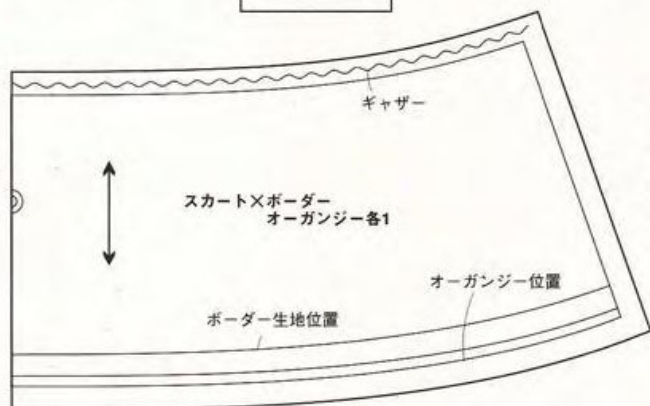 ギャザー
スカート×ボーダー
オーガンジー各1
オーガンジー位置
ボーダー生地位置